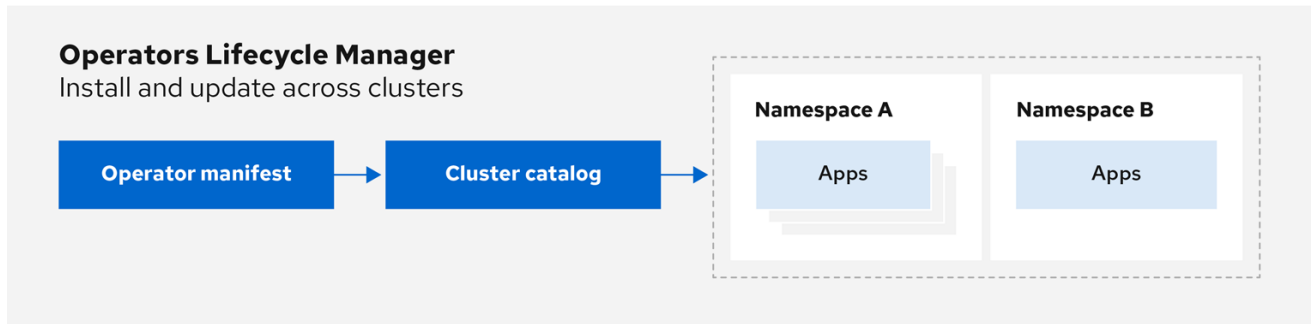 Operators Lifecycle Manager
Install and update across clusters
Operator manifest
Cluster catalog
Namespace A
Apps
Namespace B
Apps